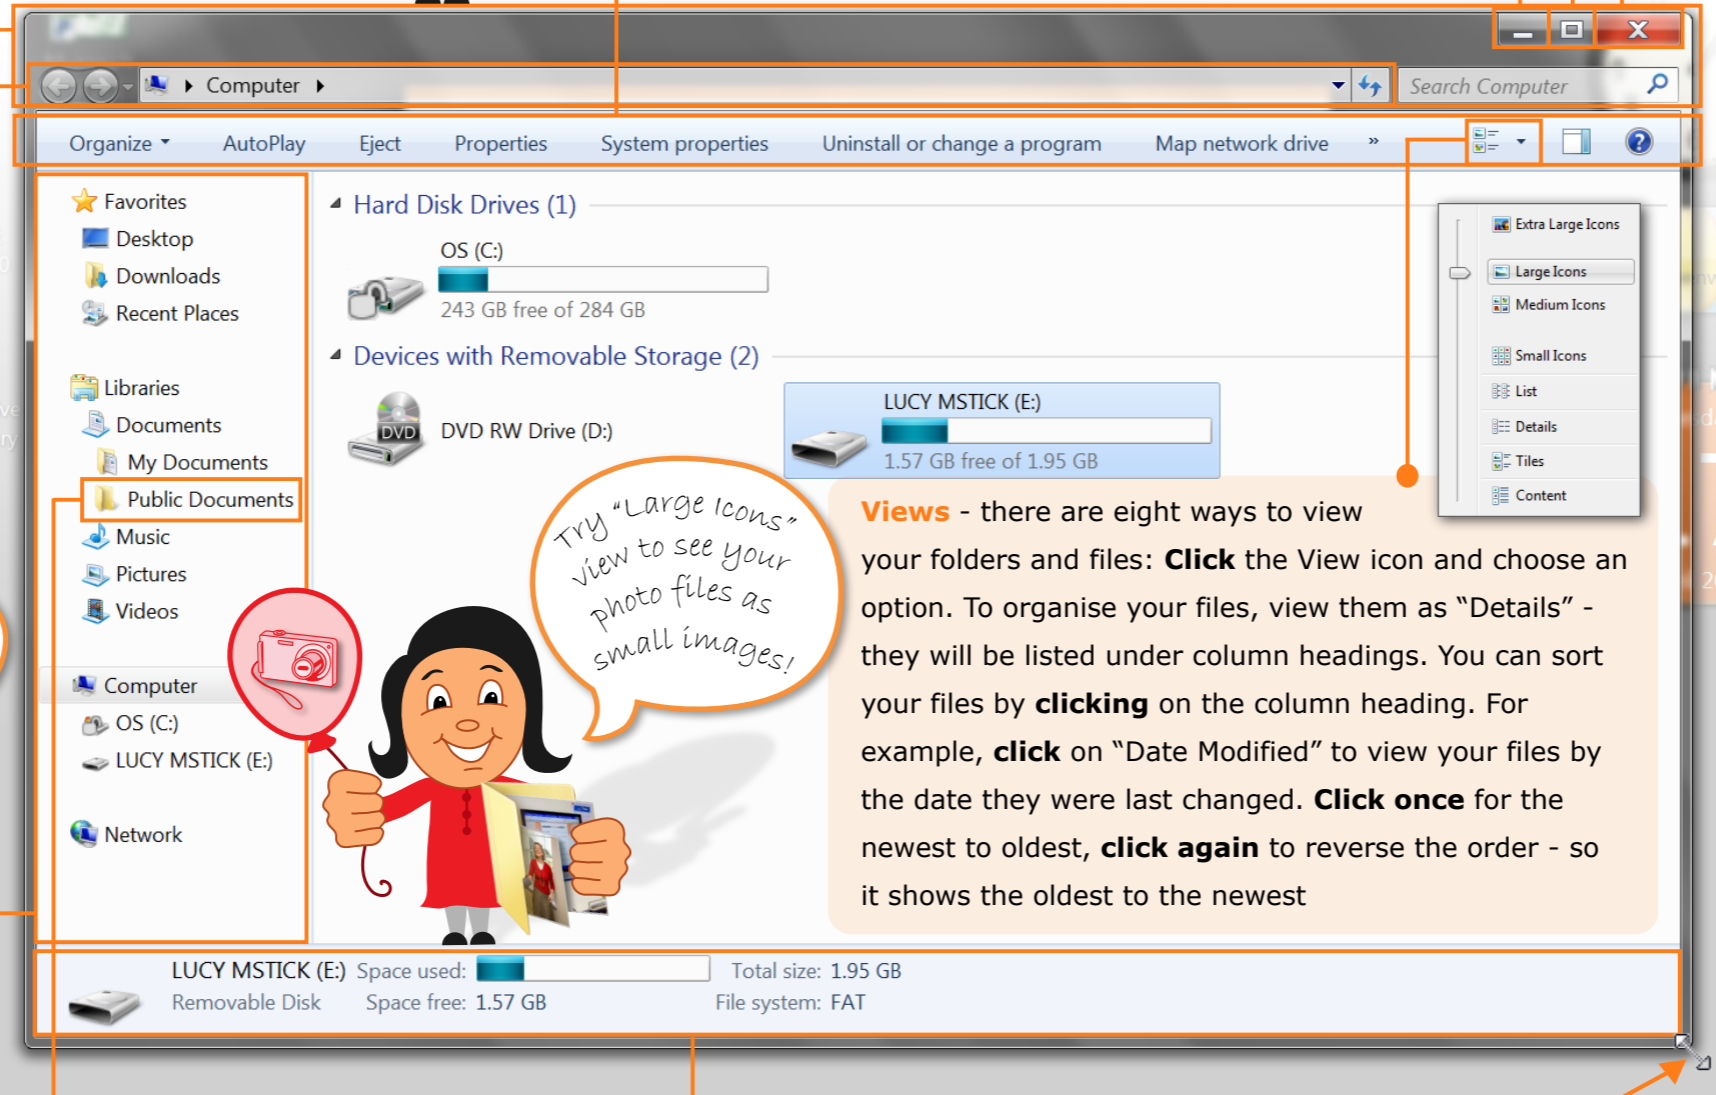 Computer
Search Computer
Organize
AutoPlay
Eject
Properties
System properties
Uninstall or change a program
Map network drive
»
Favorites
Desktop
Downloads
Recent Places
Libraries
Documents
My Documents
Public Documents
Music
Pictures
Videos
Computer
OS (C:)
LUCY MSTICK (E:)
Network
Hard Disk Drives (1)
OS (C:)
243 GB free of 284 GB
Devices with Removable Storage (2)
DVD
DVD RW Drive (D:)
LUCY MSTICK (E:)
1.57 GB free of 1.95 GB
Extra Large Icons
Large Icons
Medium Icons
Small Icons
List
Details
Tiles
Content
Try “Large Icons”
view to see your
photo files as
small images!
Views - there are eight ways to view
your folders and files: Click the View icon and choose an
option. To organise your files, view them as “Details” -
they will be listed under column headings. You can sort
your files by clicking on the column heading. For
example, click on “Date Modified” to view your files by
the date they were last changed. Click once for the
newest to oldest, click again to reverse the order - so
it shows the oldest to the newest
LUCY MSTICK (E:) Space used: Total size: 1.95 GB
Removable Disk Space free: 1.57 GB File system: FAT